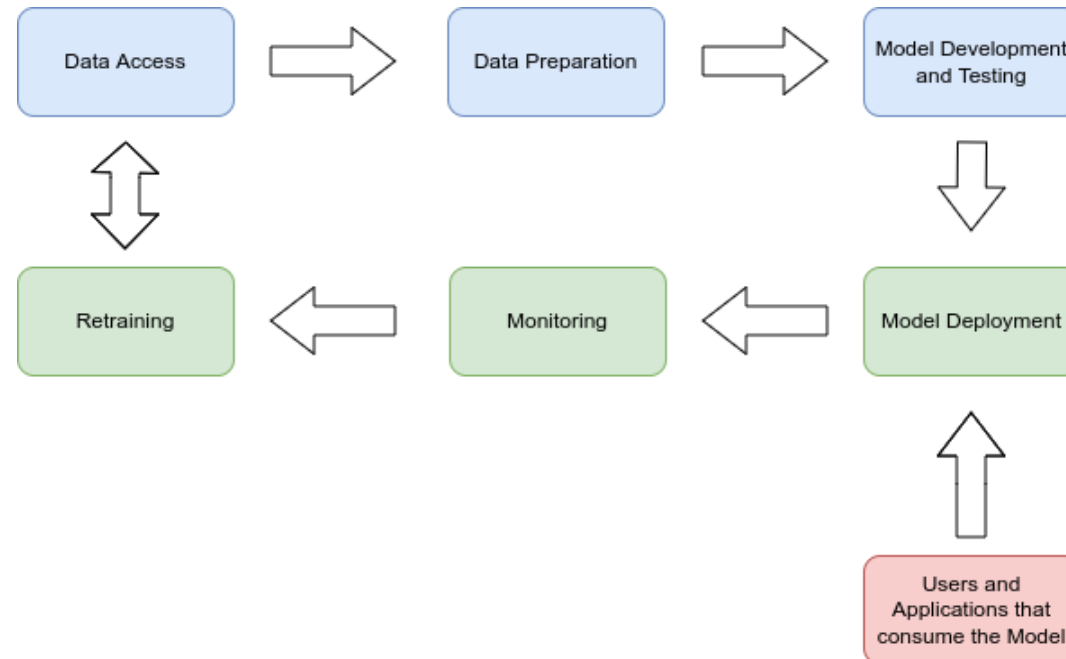 Data Access
Data Preparation
Model Development
and Testing
Retraining
Monitoring
Model Deployment
Users and
Applications that
consume the Model